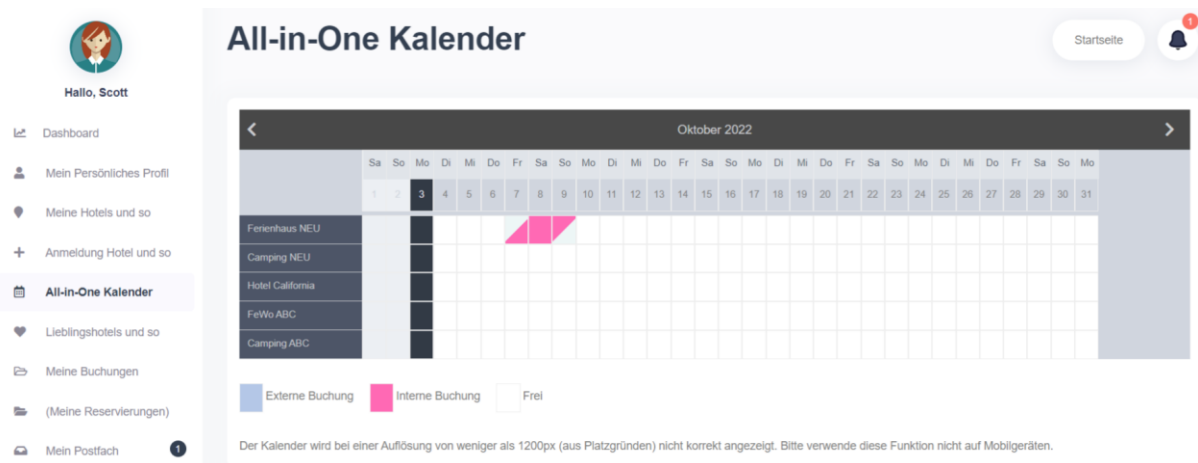 Hallo, Scott
Dashboard
Mein Persönliches Profil
Meine Hotels und so
Anmeldung Hotel und so
All-in-One Kalender
Lieblingshotels und so
Meine Buchungen
(Meine Reservierungen)
Mein Postfach 1
All-in-One Kalender
Startseite
1
Oktober 2022
Sa So Mo Di Mi Do Fr Sa So Mo Di Mi Do Fr Sa So Mo Di Mi Do Fr Sa So Mo Di Mi Do Fr Sa So Mo
1 2 3 4 5 6 7 8 9 10 11 12 13 14 15 16 17 18 19 20 21 22 23 24 25 26 27 28 29 30 31
Ferienhaus NEU
Camping NEU
Hotel California
FeWo ABC
Camping ABC
Externe Buchung Interne Buchung Frei
Der Kalender wird bei einer Auflösung von weniger als 1200px (aus Platzgründen) nicht korrekt angezeigt. Bitte verwende diese Funktion nicht auf Mobilgeräten.